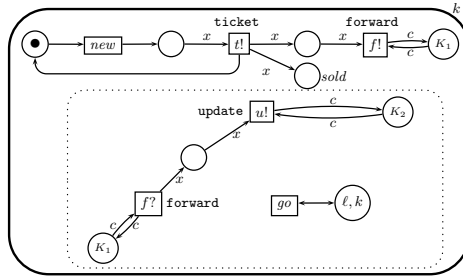 k
ticket forward
new x t! x x f! c c K₁
x sold
update u! c c K₂
x
x
f? forward go ℓ, k
c c
K₁